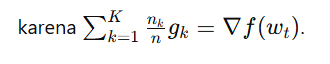 karena $\sum_{k=1}^{K} \frac{n_k}{n} g_k = \nabla f(w_t)$.